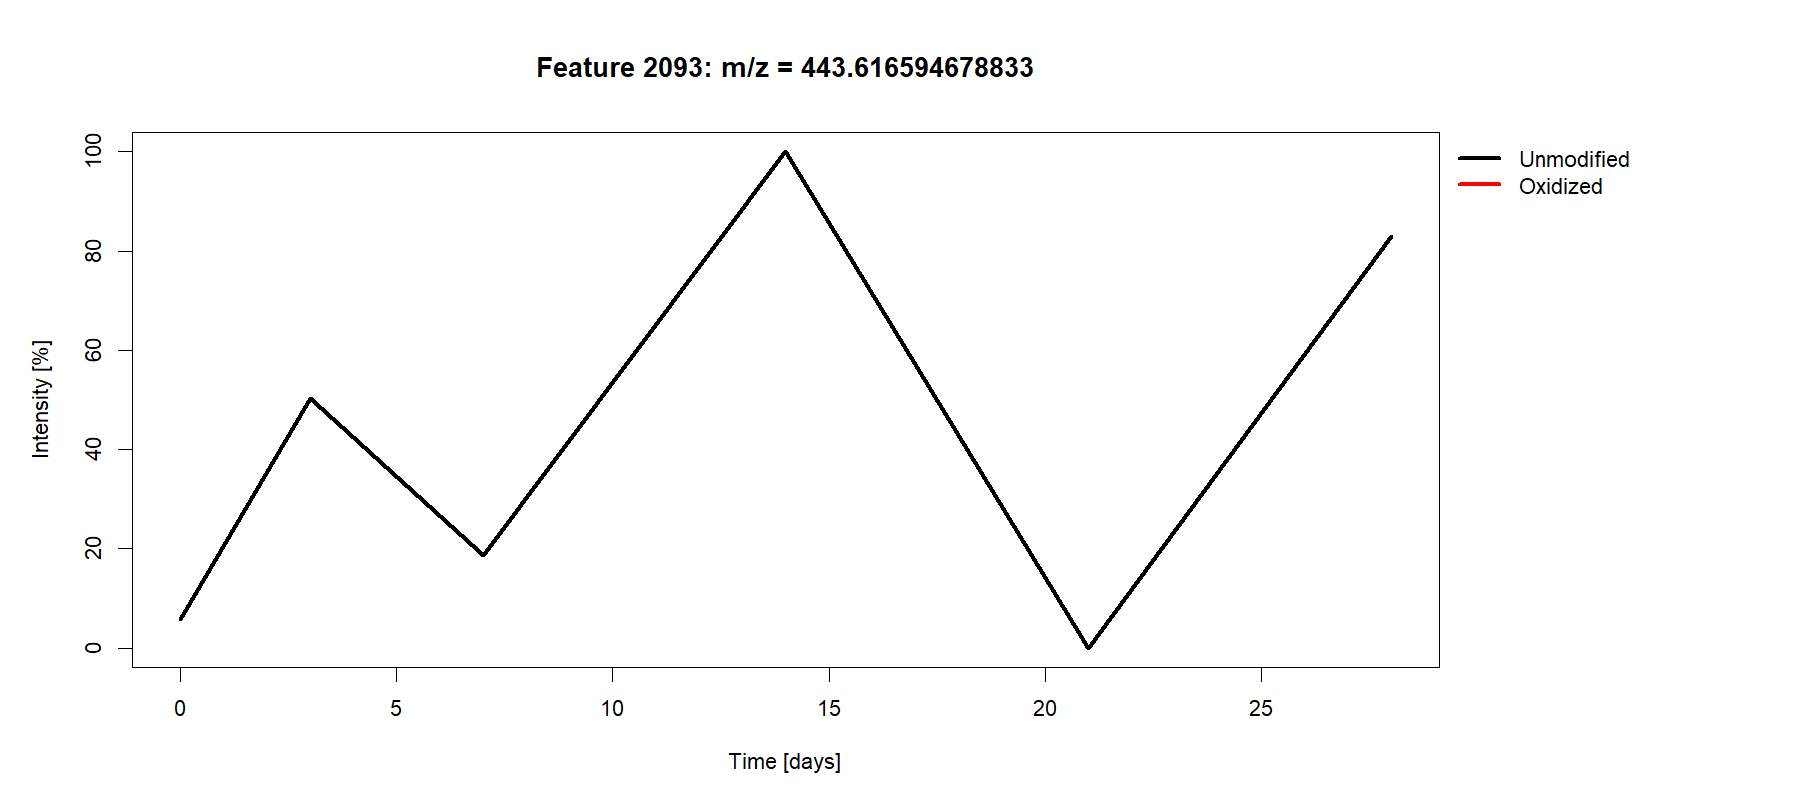 Feature 2093: m/z = 443.616594678833
Unmodified
Oxidized
100
80
60
40
20
0
Intensity [%]
0 5 10 15 20 25
Time [days]